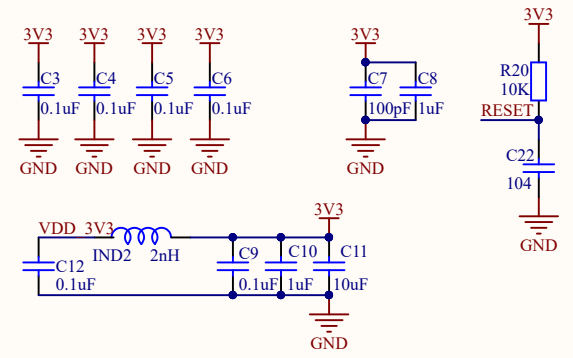 3V3 3V3 3V3 3V3 3V3 3V3
C3 C4 C5 C6 C7 C8 R20
0.1uF 0.1uF 0.1uF 0.1uF 100pF 1uF 10K
RESET
GND GND GND GND GND
C22
104
GND
3V3
VDD_3V3
IND2 2nH
C12 C9 C10 C11
0.1uF 0.1uF 1uF 10uF
GND